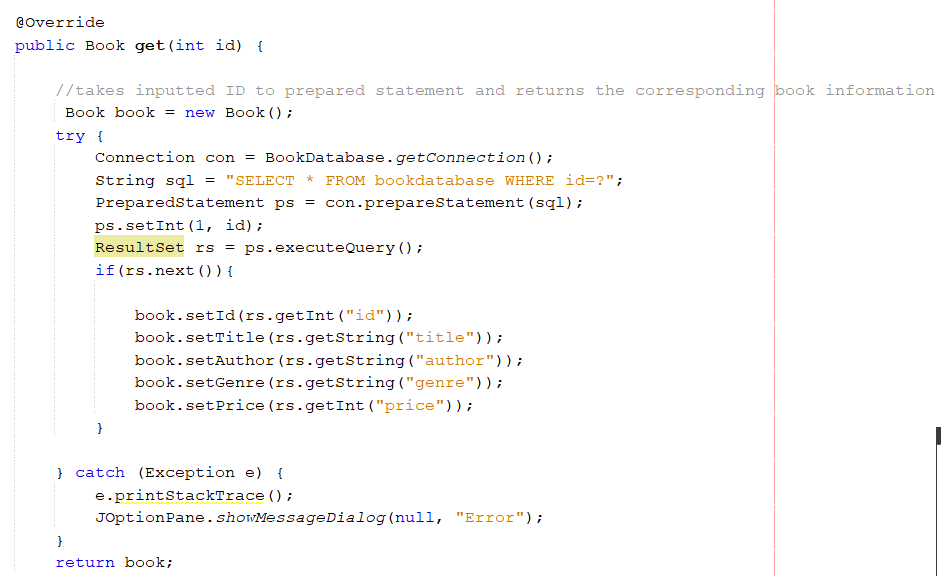 @Override
public Book get(int id) {
//takes inputted ID to prepared statement and returns the corresponding book information
Book book = new Book();
try {
Connection con = BookDatabase.getConnection();
String sql = "SELECT * FROM bookdatabase WHERE id=?";
PreparedStatement ps = con.prepareStatement(sql);
ps.setInt(1, id);
ResultSet rs = ps.executeQuery();
if(rs.next()){
book.setId(rs.getInt("id"));
book.setTitle(rs.getString("title"));
book.setAuthor(rs.getString("author"));
book.setGenre(rs.getString("genre"));
book.setPrice(rs.getInt("price"));
}
} catch (Exception e) {
e.printStackTrace();
JOptionPane.showMessageDialog(null, "Error");
}
return book;